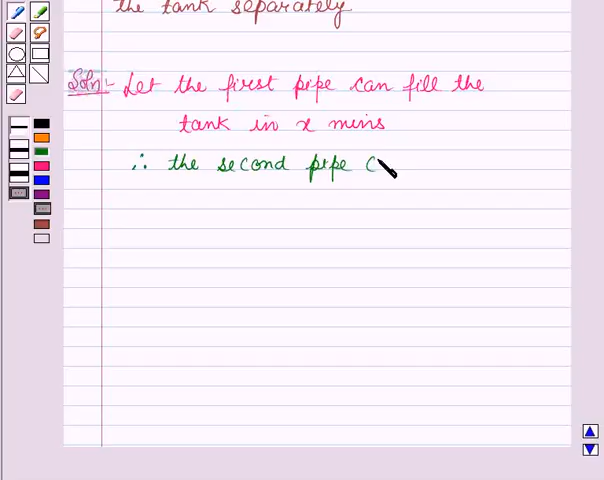 the tank separately
Soln:- Let the first pipe can fill the
tank in x mins
∴ the second pipe c